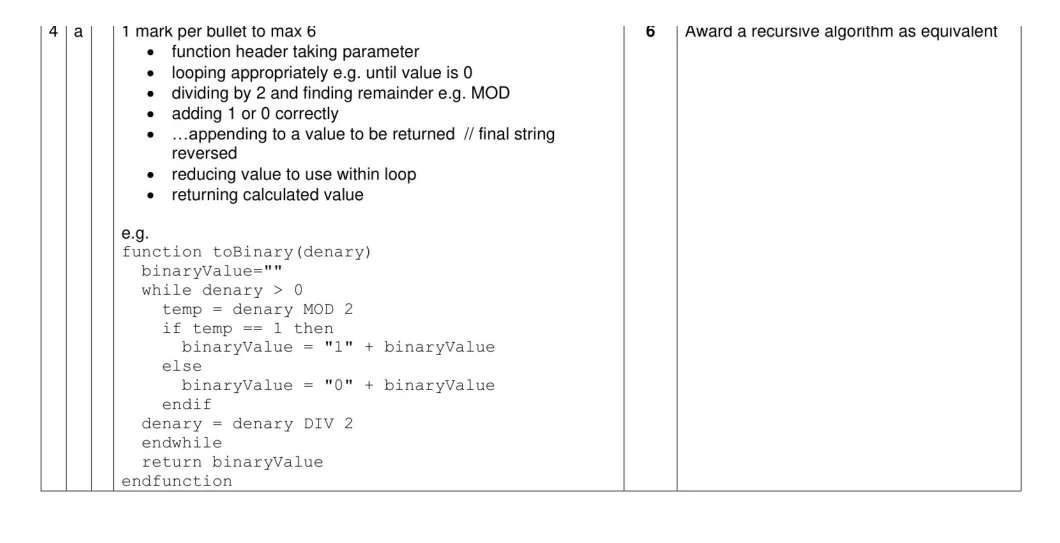 4 a 1 mark per bullet to max 6 6 Award a recursive algorithm as equivalent
• function header taking parameter
• looping appropriately e.g. until value is 0
• dividing by 2 and finding remainder e.g. MOD
• adding 1 or 0 correctly
• …appending to a value to be returned // final string
reversed
• reducing value to use within loop
• returning calculated value
e.g.
function toBinary(denary)
binaryValue=""
while denary > 0
temp = denary MOD 2
if temp == 1 then
binaryValue = "1" + binaryValue
else
binaryValue = "0" + binaryValue
endif
denary = denary DIV 2
endwhile
return binaryValue
endfunction